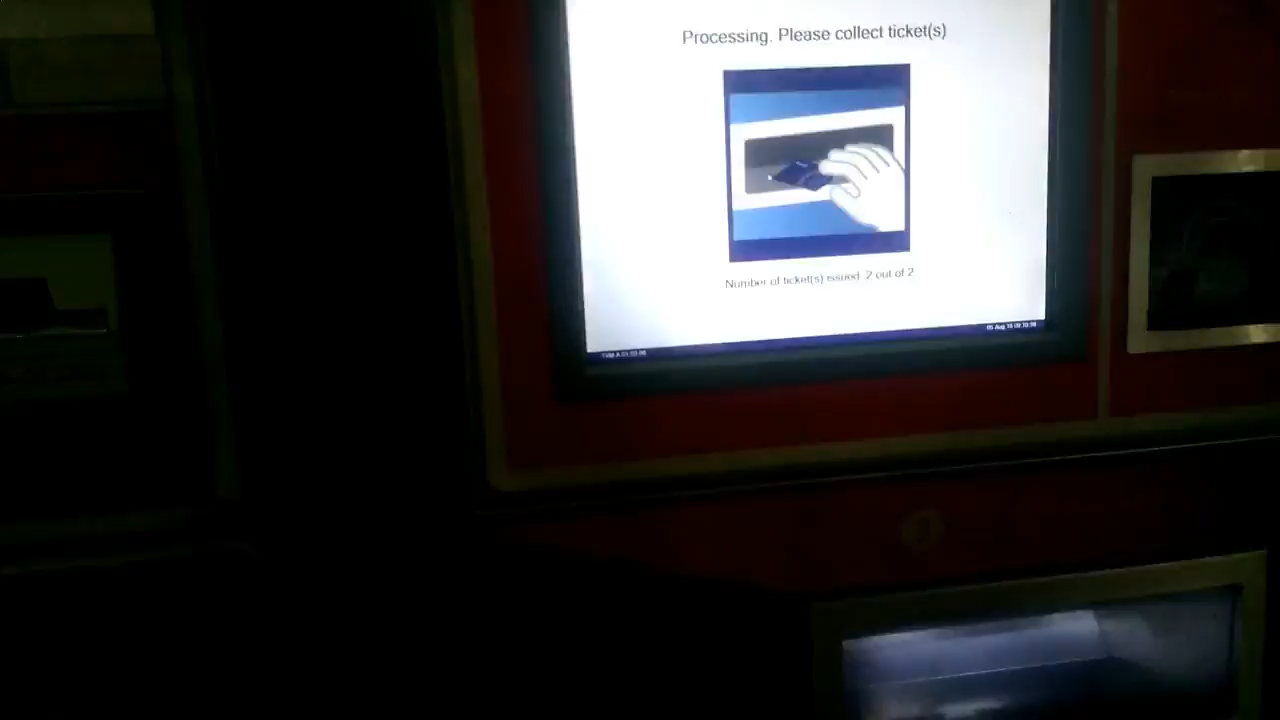 Processing. Please collect ticket(s)
Number of ticket(s) issued: 2 out of 2